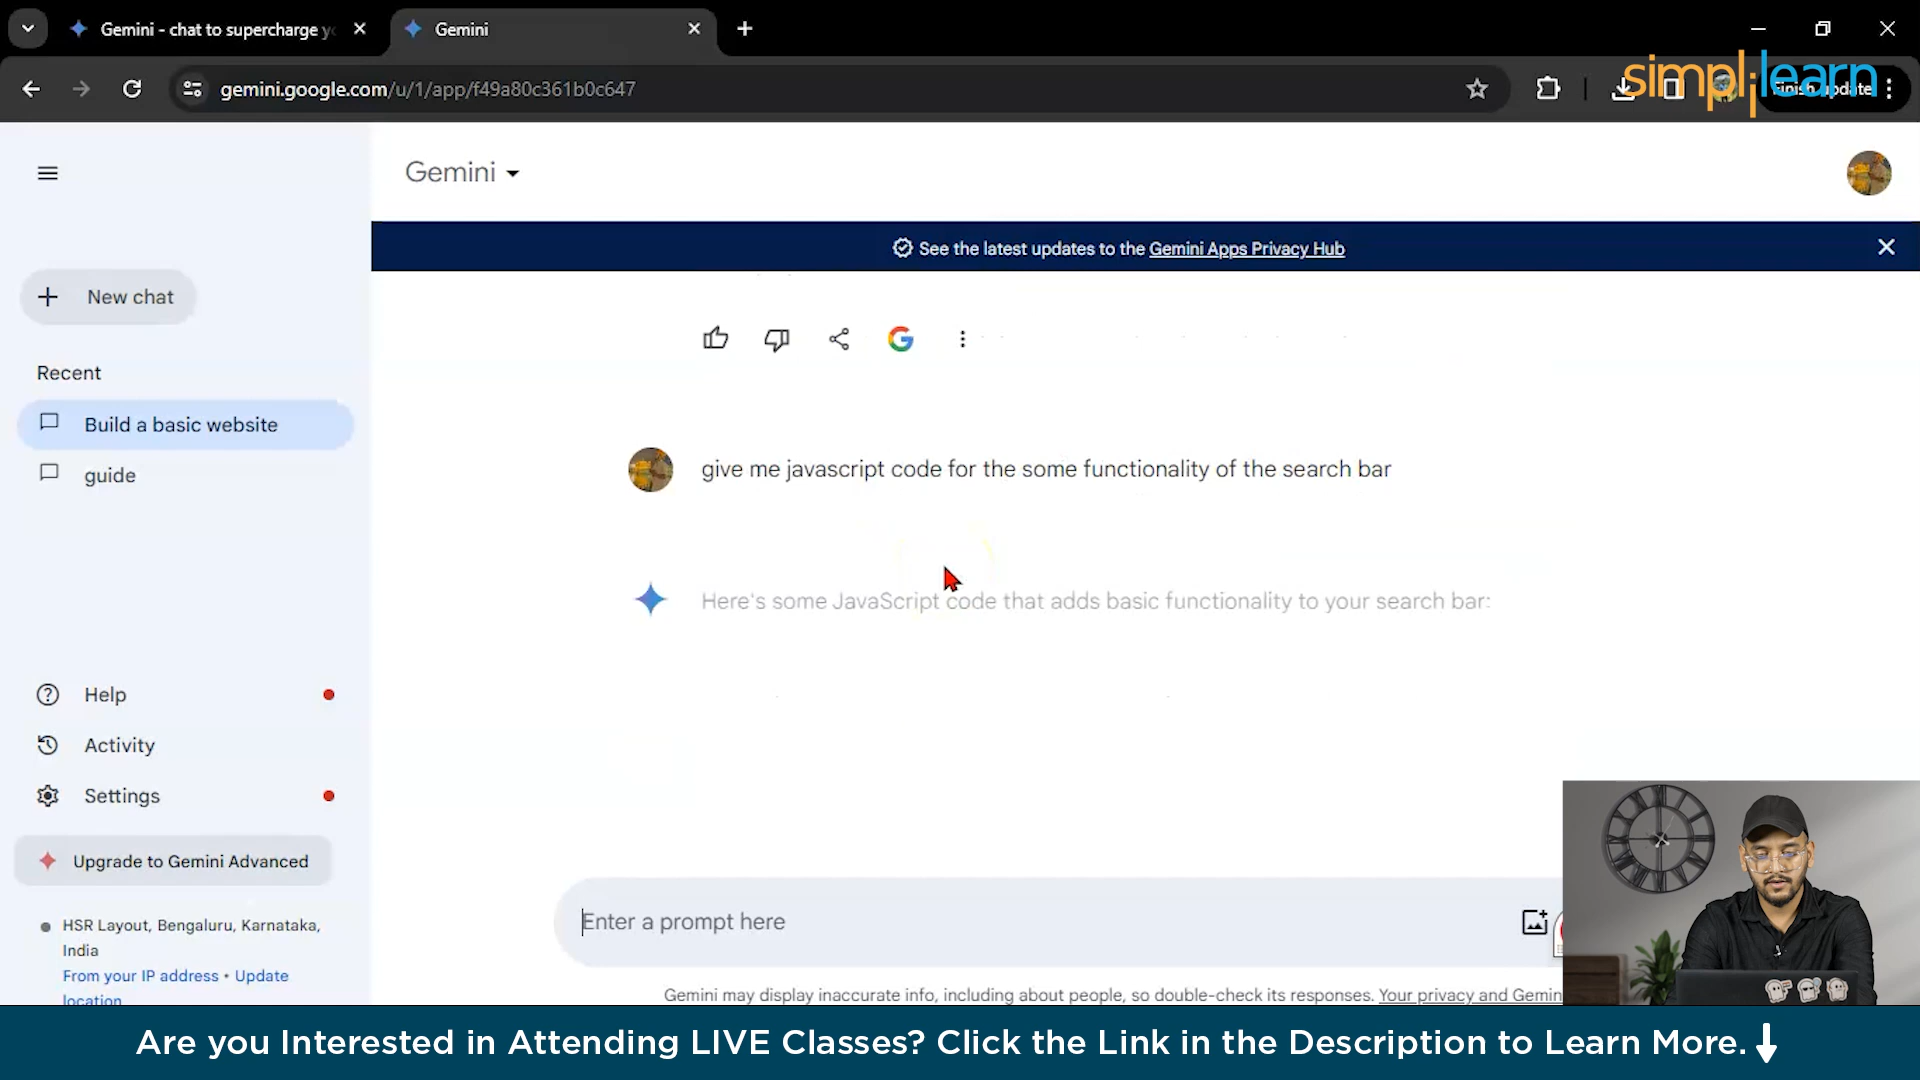 Gemini - chat to supercharge yo
Gemini
gemini.google.com/u/1/app/f49a80c361b0c647
simplilearn
Finish update
Gemini
See the latest updates to the Gemini Apps Privacy Hub
New chat
Recent
Build a basic website
guide
give me javascript code for the some functionality of the search bar
Here's some JavaScript code that adds basic functionality to your search bar:
Help
Activity
Settings
Upgrade to Gemini Advanced
HSR Layout, Bengaluru, Karnataka,
India
From your IP address • Update
location
Enter a prompt here
Gemini may display inaccurate info, including about people, so double-check its responses. Your privacy and Gemin
Are you Interested in Attending LIVE Classes? Click the Link in the Description to Learn More.